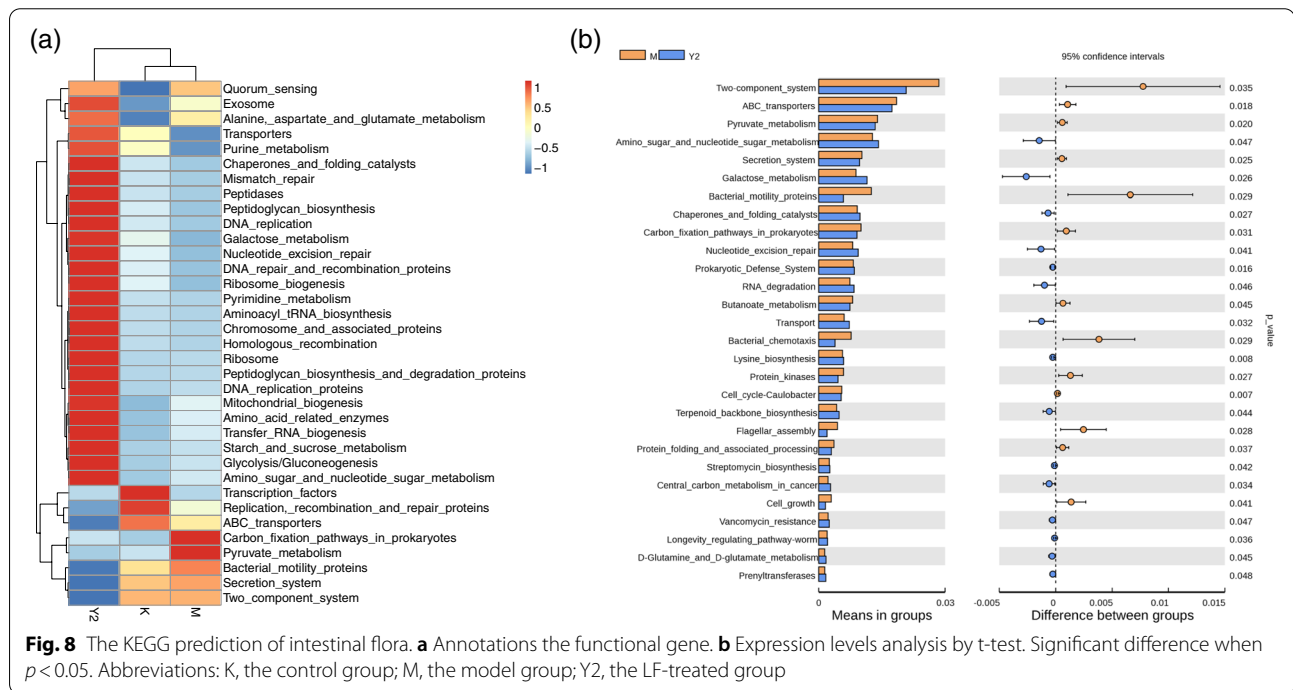 (a)
Quorum_sensing
Exosome
Alanine,_aspartate_and_glutamate_metabolism
Transporters
Purine_metabolism
Chaperones_and_folding_catalysts
Mismatch_repair
Peptidases
Peptidoglycan_biosynthesis
DNA_replication
Galactose_metabolism
Nucleotide_excision_repair
DNA_repair_and_recombination_proteins
Ribosome_biogenesis
Pyrimidine_metabolism
Aminoacyl_tRNA_biosynthesis
Chromosome_and_associated_proteins
Homologous_recombination
Ribosome
Peptidoglycan_biosynthesis_and_degradation_proteins
DNA_replication_proteins
Mitochondrial_biogenesis
Amino_acid_related_enzymes
Transfer_RNA_biogenesis
Starch_and_sucrose_metabolism
Glycolysis/Gluconeogenesis
Amino_sugar_and_nucleotide_sugar_metabolism
Transcription_factors
Replication,_recombination_and_repair_proteins
ABC_transporters
Carbon_fixation_pathways_in_prokaryotes
Pyruvate_metabolism
Bacterial_motility_proteins
Secretion_system
Two_component_system
Y2 K M
1
0.5
0
−0.5
−1
(b)
M Y2
95% confidence intervals
Two-component_system 0.035
ABC_transporters 0.018
Pyruvate_metabolism 0.020
Amino_sugar_and_nucleotide_sugar_metabolism 0.047
Secretion_system 0.025
Galactose_metabolism 0.026
Bacterial_motility_proteins 0.029
Chaperones_and_folding_catalysts 0.027
Carbon_fixation_pathways_in_prokaryotes 0.031
Nucleotide_excision_repair 0.041
Prokaryotic_Defense_System 0.016
RNA_degradation 0.046
Butanoate_metabolism 0.045
Transport 0.032
Bacterial_chemotaxis 0.029
Lysine_biosynthesis 0.008
Protein_kinases 0.027
Cell_cycle-Caulobacter 0.007
Terpenoid_backbone_biosynthesis 0.044
Flagellar_assembly 0.028
Protein_folding_and_associated_processing 0.037
Streptomycin_biosynthesis 0.042
Central_carbon_metabolism_in_cancer 0.034
Cell_growth 0.041
Vancomycin_resistance 0.047
Longevity_regulating_pathway-worm 0.036
D-Glutamine_and_D-glutamate_metabolism 0.045
Prenyltransferases 0.048
p_value
0 0.03 -0.005 0 0.005 0.010 0.015
Means in groups Difference between groups
Fig. 8 The KEGG prediction of intestinal flora. a Annotations the functional gene. b Expression levels analysis by t-test. Significant difference when
p < 0.05. Abbreviations: K, the control group; M, the model group; Y2, the LF-treated group